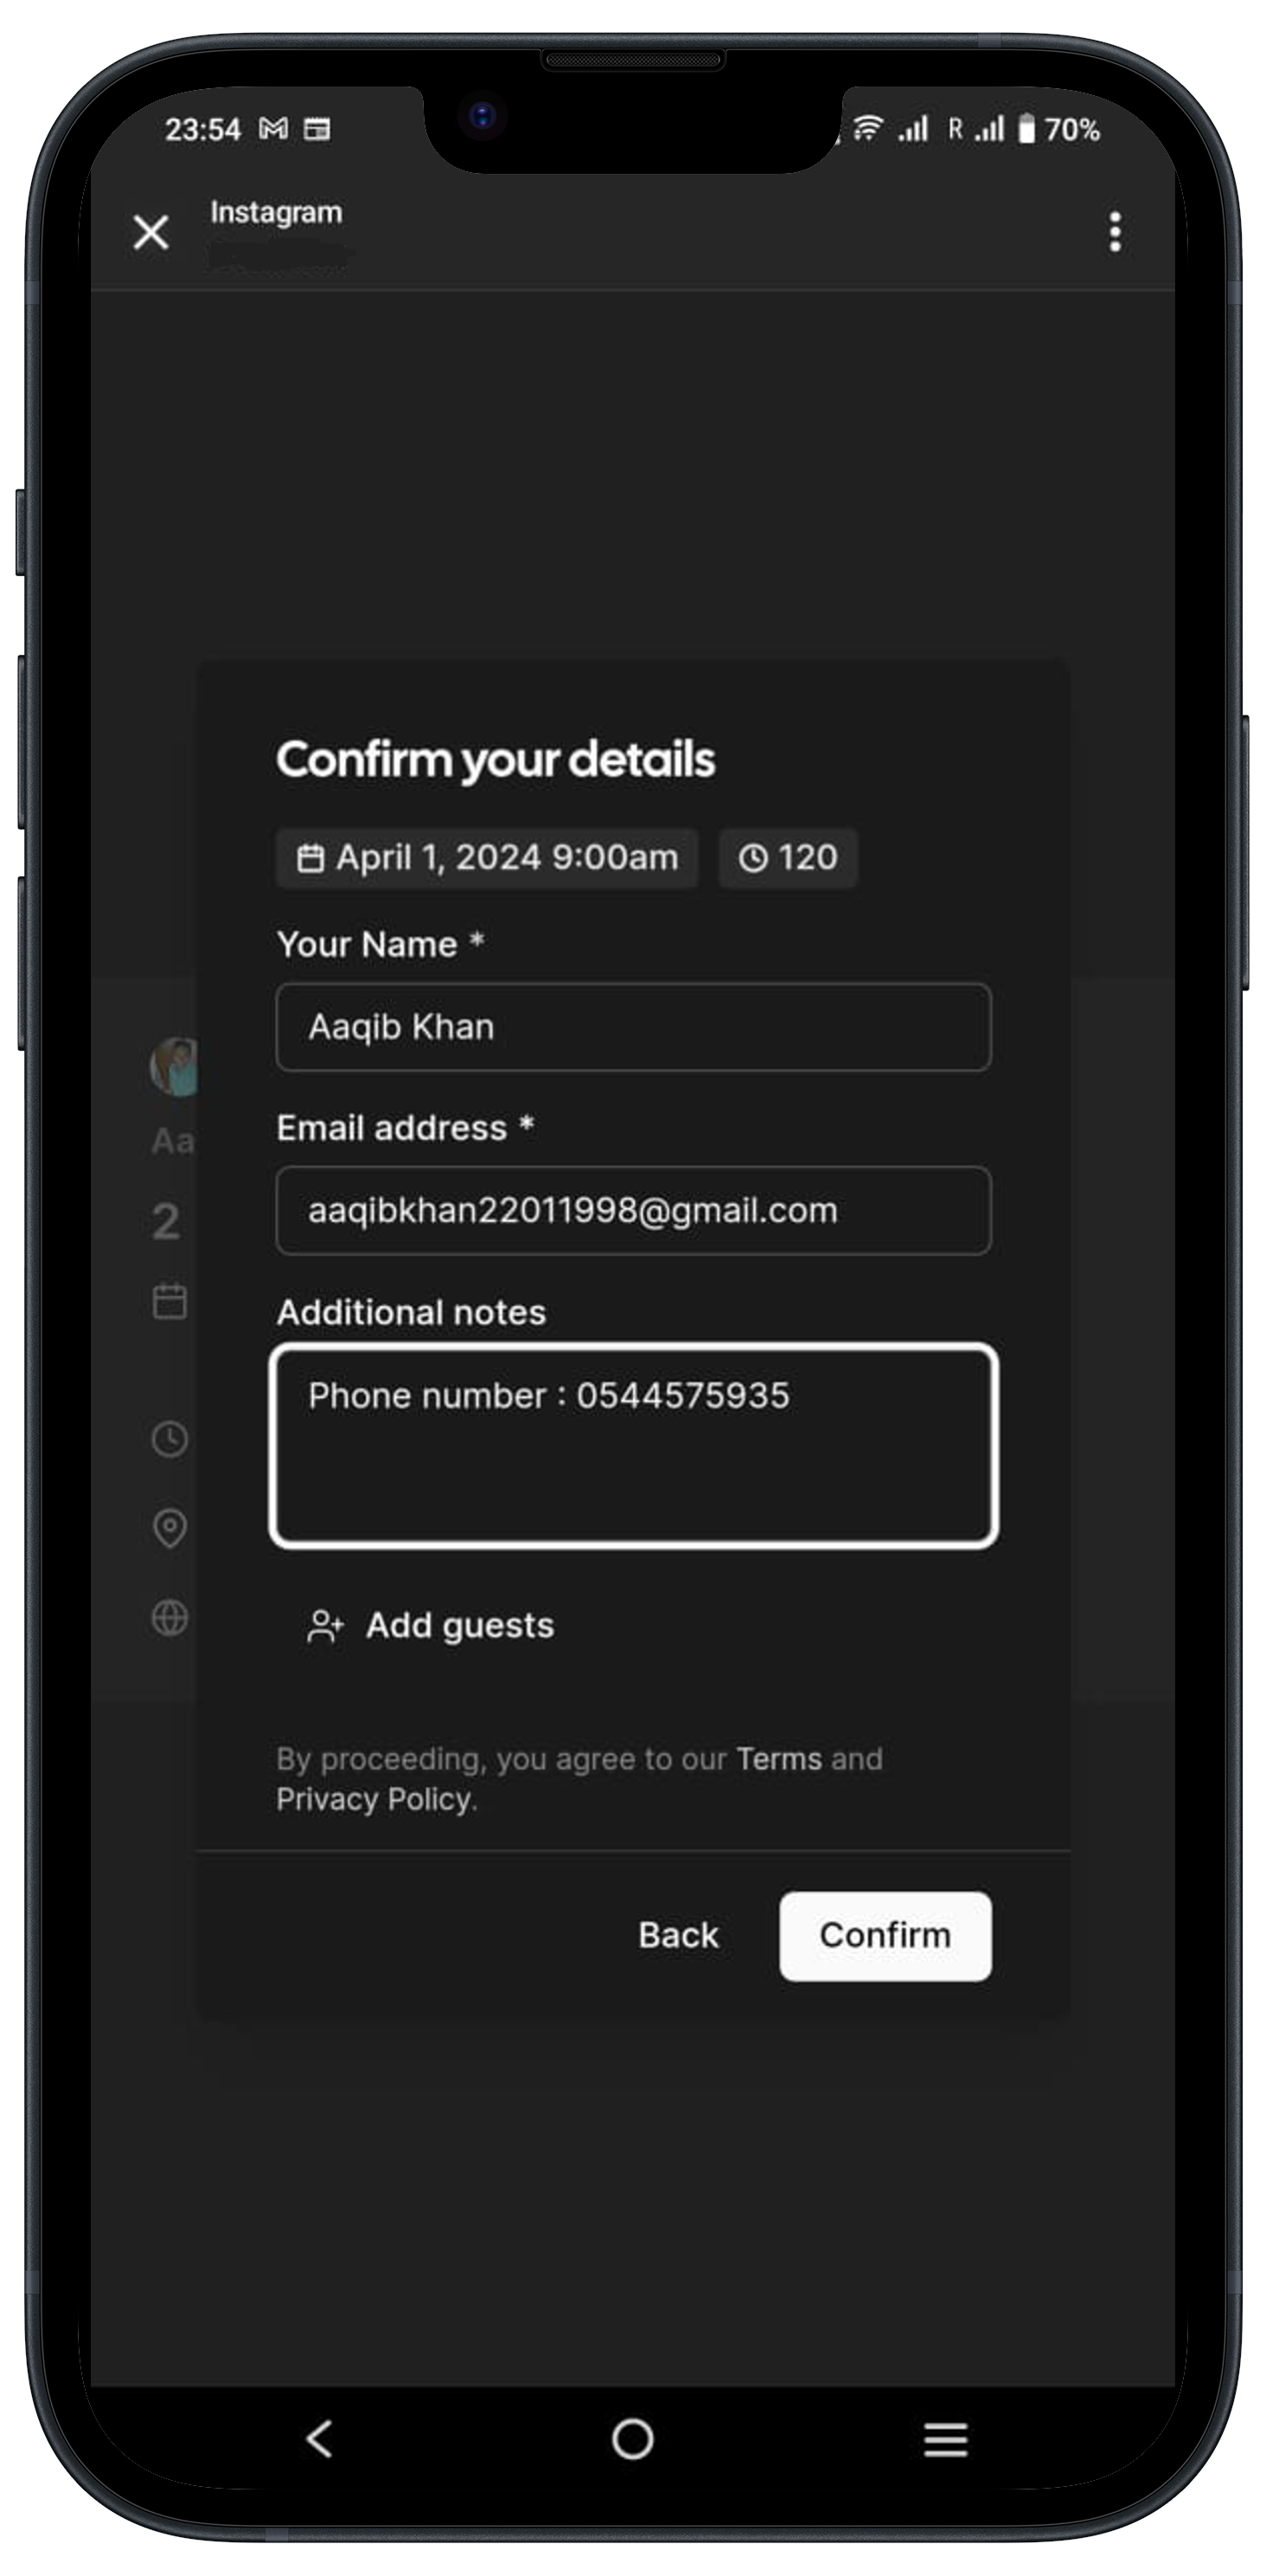 23:54 R 70%
Instagram
Confirm your details
April 1, 2024 9:00am 120
Your Name *
Aaqib Khan
Aa
Email address *
2
aaqibkhan22011998@gmail.com
Additional notes
Phone number : 0544575935
Add guests
By proceeding, you agree to our Terms and
Privacy Policy.
Back Confirm